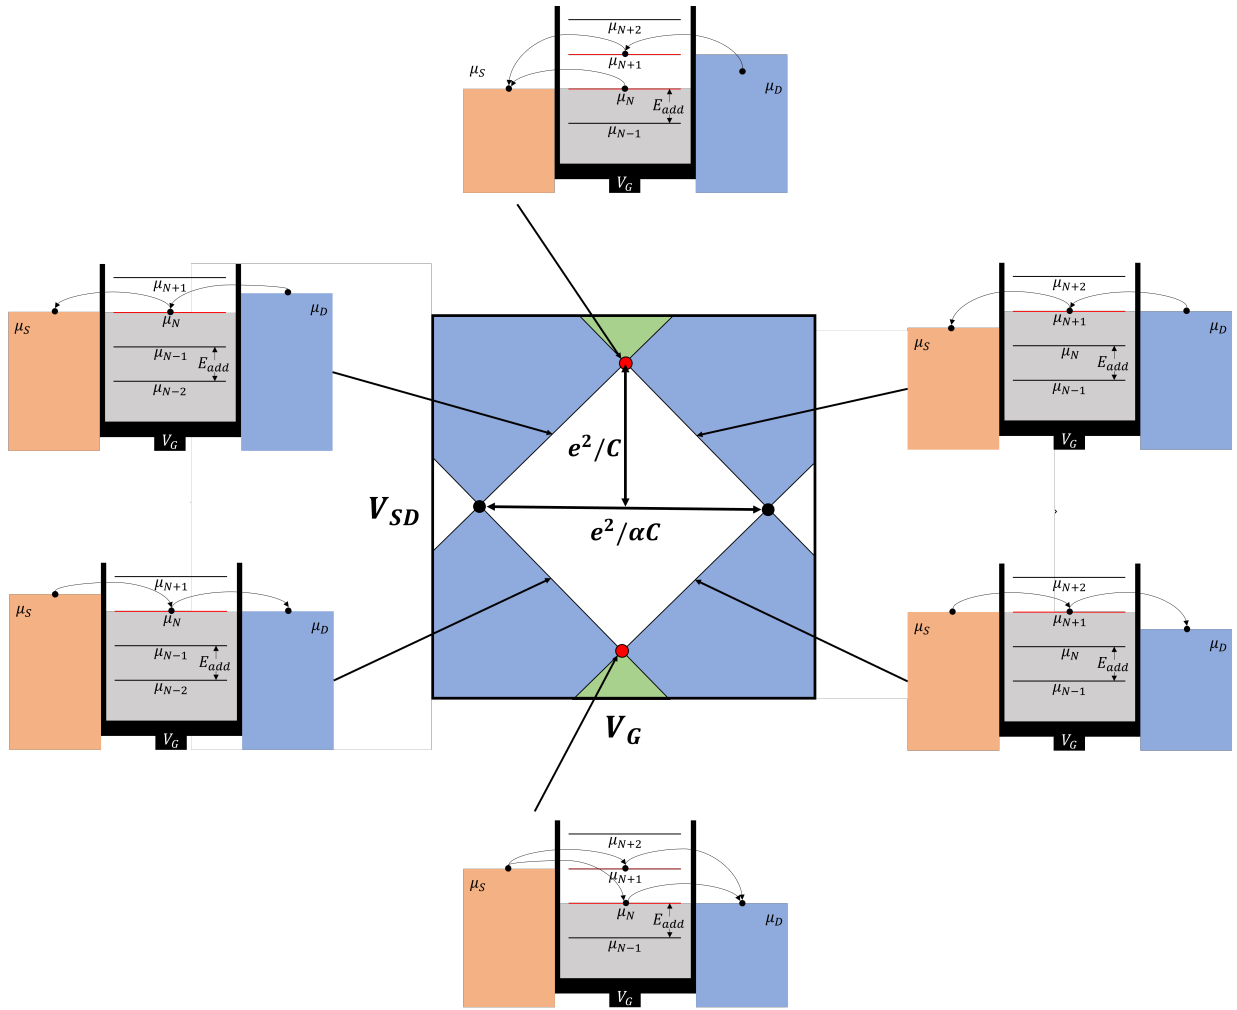 μ_{N+2}
μ_{N+1}
μ_S
μ_D
μ_N
E_{add}
μ_{N−1}
V_G
μ_{N+1}
μ_S
μ_N
μ_D
μ_{N−1}
E_{add}
μ_{N−2}
V_G
μ_{N+2}
μ_{N+1}
μ_S
μ_D
μ_N
E_{add}
μ_{N−1}
V_G
e^2/C
V_{SD}
e^2/αC
V_G
μ_{N+1}
μ_S
μ_N
μ_D
μ_{N−1}
E_{add}
μ_{N−2}
V_G
μ_{N+2}
μ_S
μ_{N+1}
μ_D
μ_N
E_{add}
μ_{N−1}
V_G
μ_{N+2}
μ_{N+1}
μ_S
μ_N
μ_D
E_{add}
μ_{N−1}
V_G